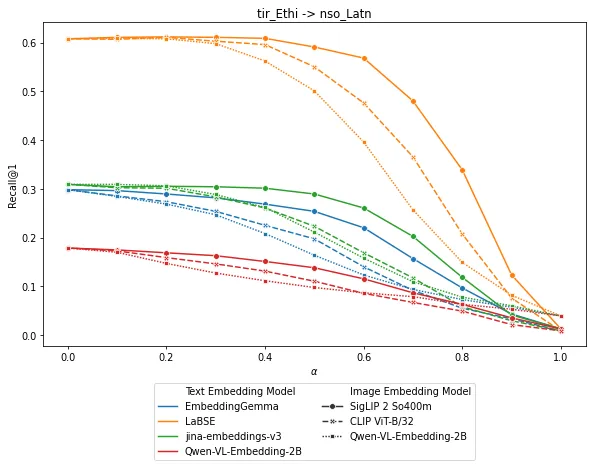 tir_Ethi -> nso_Latn
Recall@1
0.6
0.5
0.4
0.3
0.2
0.1
0.0
0.0 0.2 0.4 0.6 0.8 1.0
α
Text Embedding Model
EmbeddingGemma
LaBSE
jina-embeddings-v3
Qwen-VL-Embedding-2B
Image Embedding Model
SigLIP 2 So400m
CLIP ViT-B/32
Qwen-VL-Embedding-2B